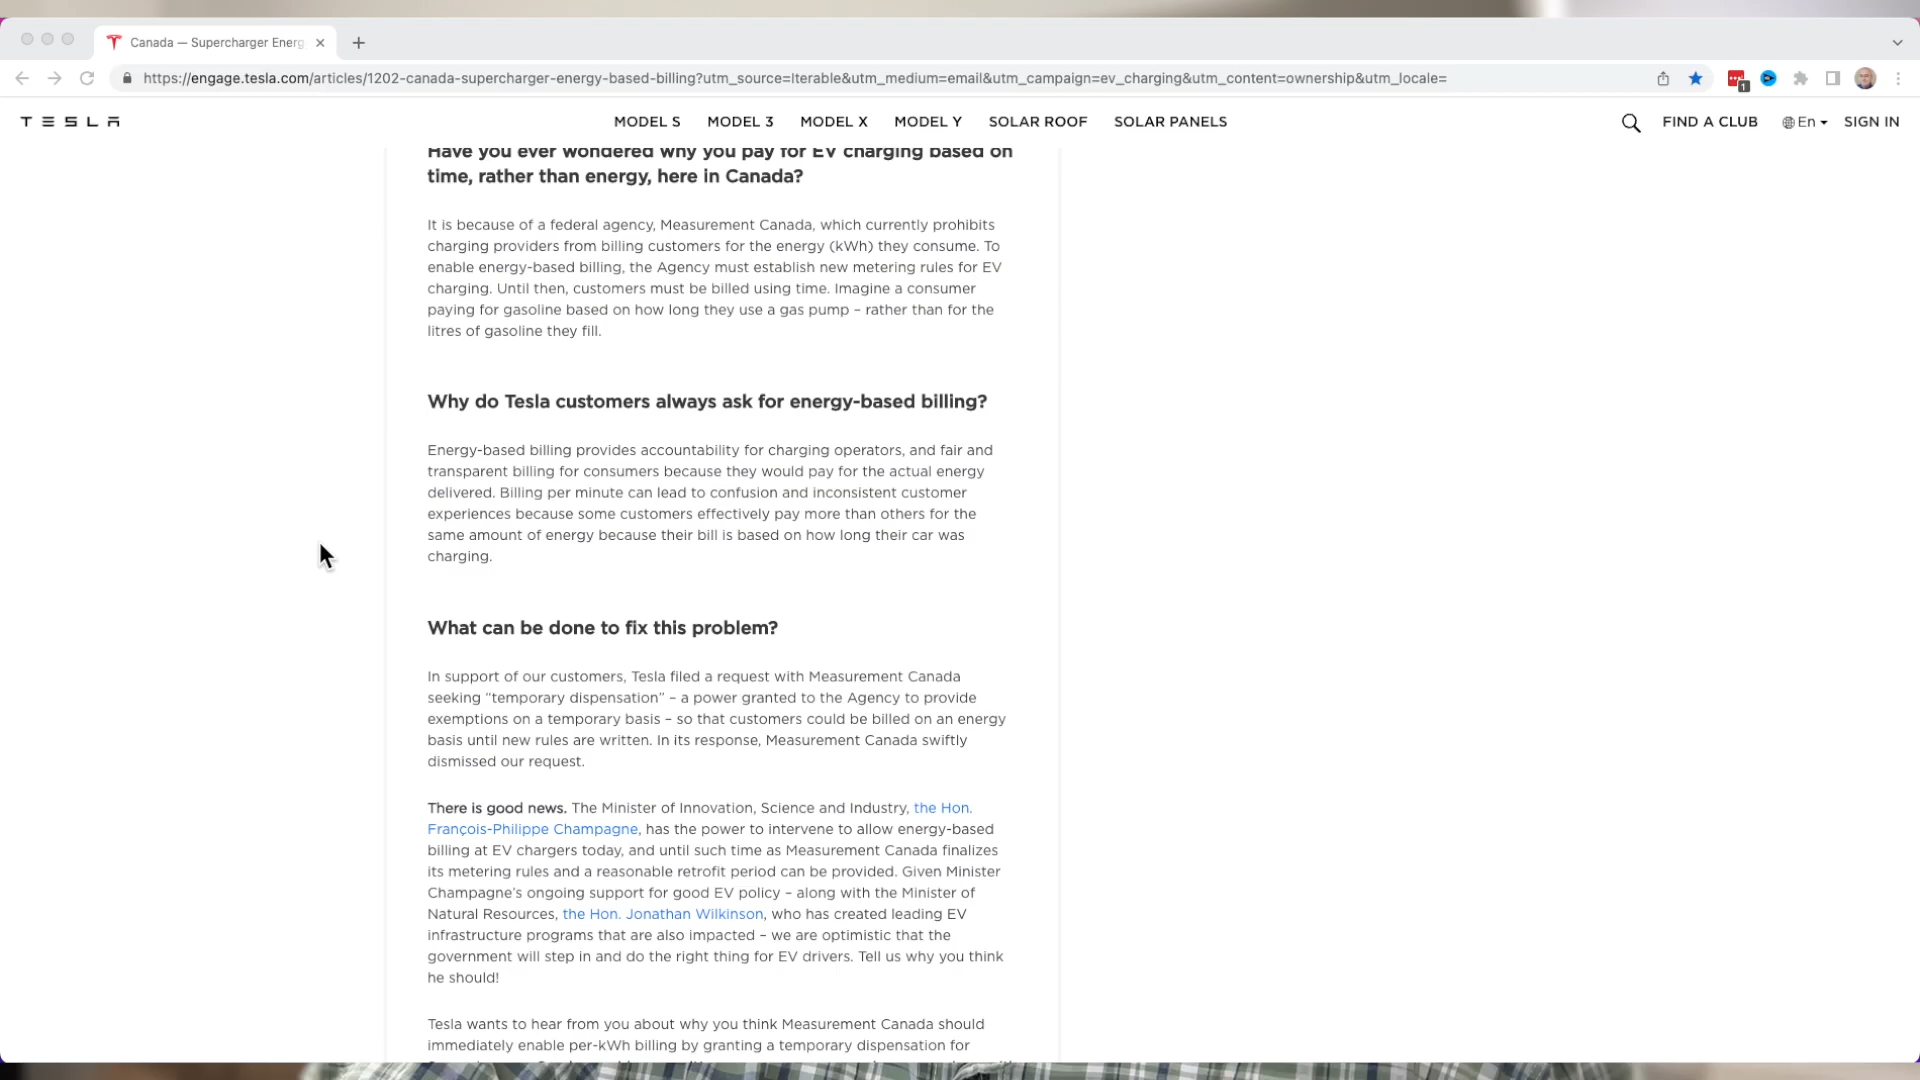 Canada — Supercharger Energ
https://engage.tesla.com/articles/1202-canada-supercharger-energy-based-billing?utm_source=iterable&utm_medium=email&utm_campaign=ev_charging&utm_content=ownership&utm_locale=
1
TESLA
MODEL S MODEL 3 MODEL X MODEL Y SOLAR ROOF SOLAR PANELS
FIND A CLUB En SIGN IN
Have you ever wondered why you pay for EV charging based on
time, rather than energy, here in Canada?
It is because of a federal agency, Measurement Canada, which currently prohibits
charging providers from billing customers for the energy (kWh) they consume. To
enable energy-based billing, the Agency must establish new metering rules for EV
charging. Until then, customers must be billed using time. Imagine a consumer
paying for gasoline based on how long they use a gas pump – rather than for the
litres of gasoline they fill.
Why do Tesla customers always ask for energy-based billing?
Energy-based billing provides accountability for charging operators, and fair and
transparent billing for consumers because they would pay for the actual energy
delivered. Billing per minute can lead to confusion and inconsistent customer
experiences because some customers effectively pay more than others for the
same amount of energy because their bill is based on how long their car was
charging.
What can be done to fix this problem?
In support of our customers, Tesla filed a request with Measurement Canada
seeking “temporary dispensation” – a power granted to the Agency to provide
exemptions on a temporary basis – so that customers could be billed on an energy
basis until new rules are written. In its response, Measurement Canada swiftly
dismissed our request.
There is good news. The Minister of Innovation, Science and Industry, the Hon.
François-Philippe Champagne, has the power to intervene to allow energy-based
billing at EV chargers today, and until such time as Measurement Canada finalizes
its metering rules and a reasonable retrofit period can be provided. Given Minister
Champagne’s ongoing support for good EV policy – along with the Minister of
Natural Resources, the Hon. Jonathan Wilkinson, who has created leading EV
infrastructure programs that are also impacted – we are optimistic that the
government will step in and do the right thing for EV drivers. Tell us why you think
he should!
Tesla wants to hear from you about why you think Measurement Canada should
immediately enable per-kWh billing by granting a temporary dispensation for